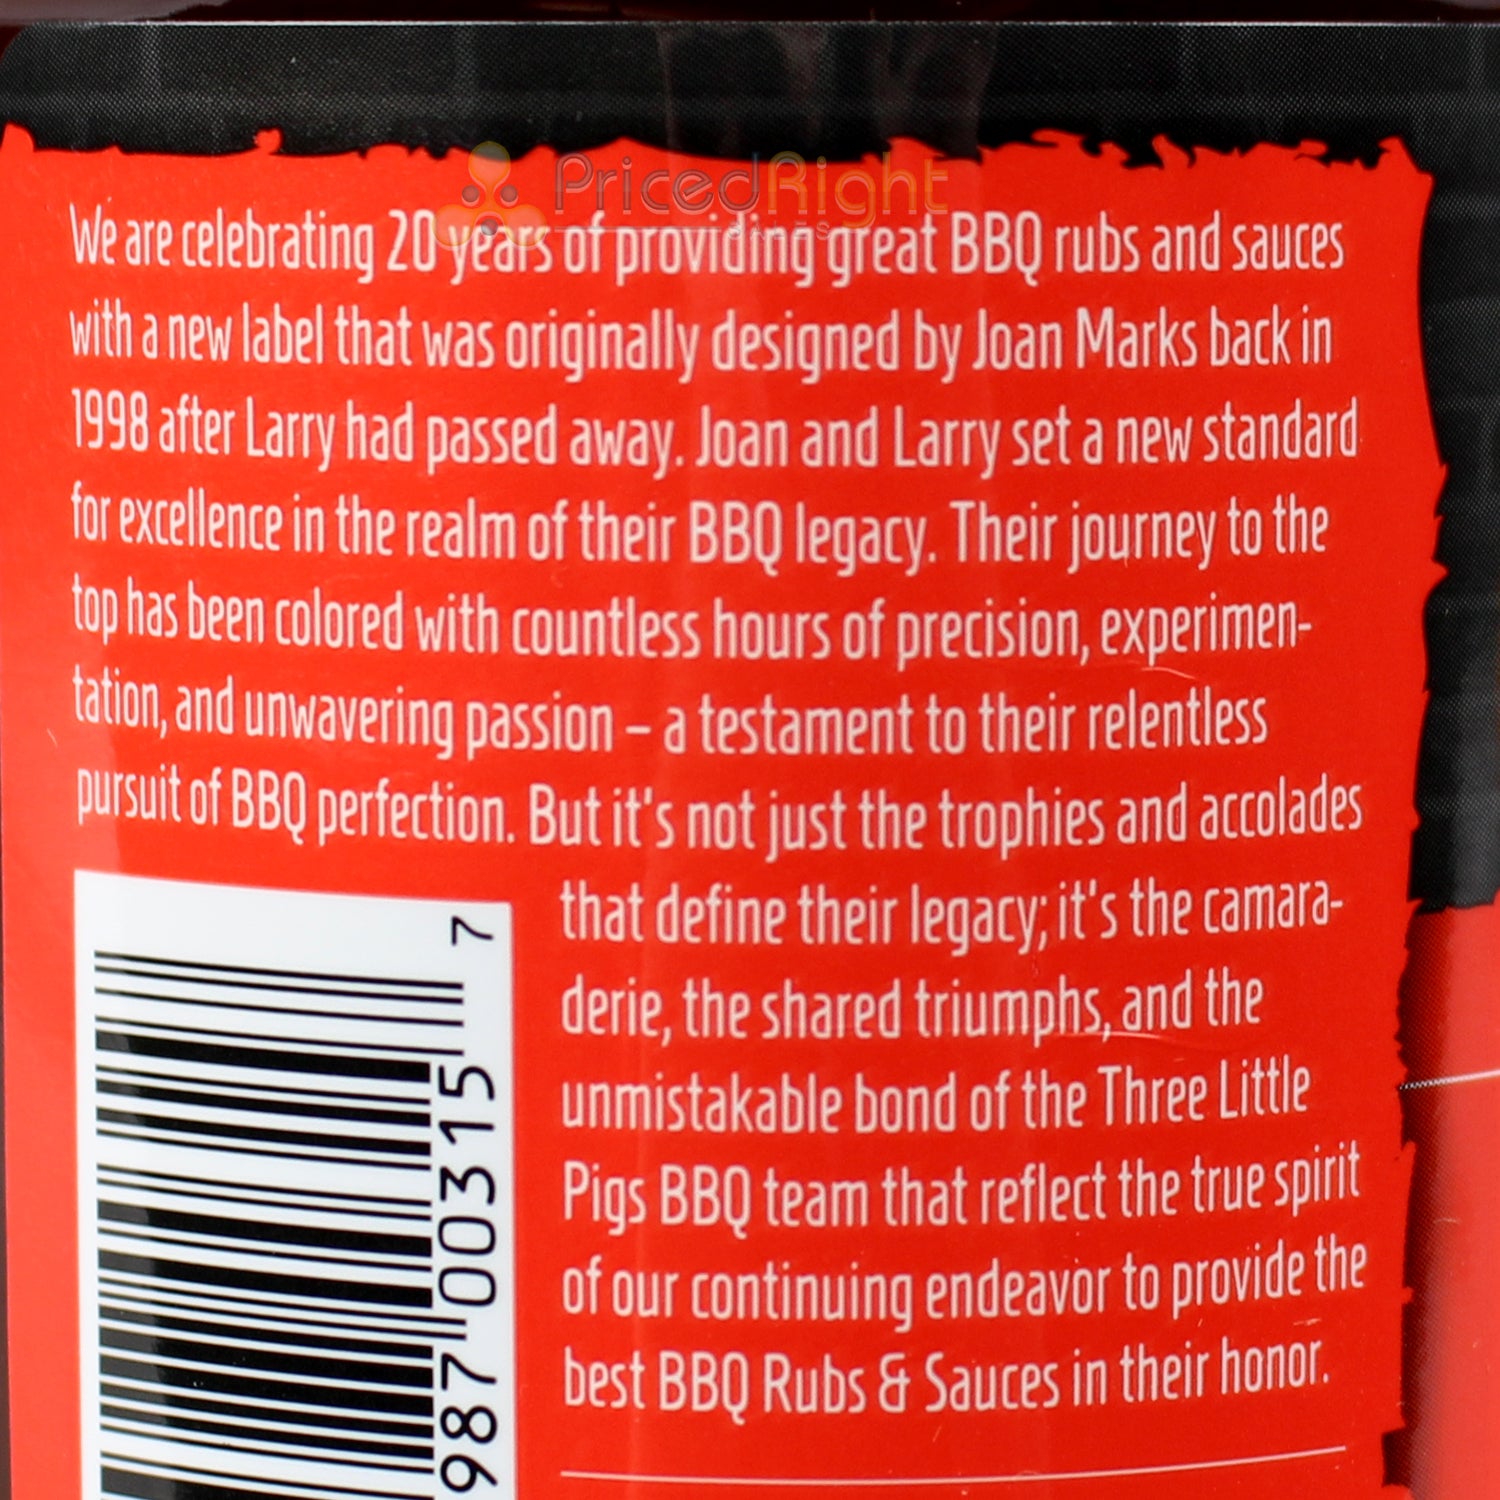 PricedRight
SALES
We are celebrating 20 years of providing great BBQ rubs and sauces
with a new label that was originally designed by Joan Marks back in
1998 after Larry had passed away. Joan and Larry set a new standard
for excellence in the realm of their BBQ legacy. Their journey to the
top has been colored with countless hours of precision, experimen-
tation, and unwavering passion – a testament to their relentless
pursuit of BBQ perfection. But it's not just the trophies and accolades
that define their legacy; it's the camara-
derie, the shared triumphs, and the
unmistakable bond of the Three Little
Pigs BBQ team that reflect the true spirit
of our continuing endeavor to provide the
best BBQ Rubs & Sauces in their honor.
987 00315 7